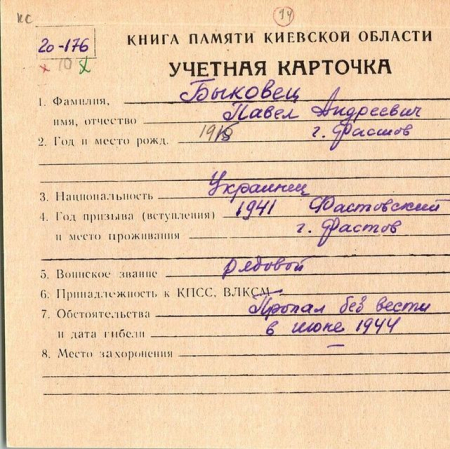 КС
14
20-176
КНИГА ПАМЯТИ КИЕВСКОЙ ОБЛАСТИ
УЧЕТНАЯ КАРТОЧКА
1. Фамилия, Быковец
имя, отчество Павел Андреевич
2. Год и место рожд. г. Фастов
3. Национальность Украинец
4. Год призыва (вступления) 1941 Фастовский
и место проживания г. Фастов
5. Воинское звание рядовой
6. Принадлежность к КПСС, ВЛКСМ —
7. Обстоятельства Пропал без вести
и дата гибели в июне 1944
8. Место захоронения —